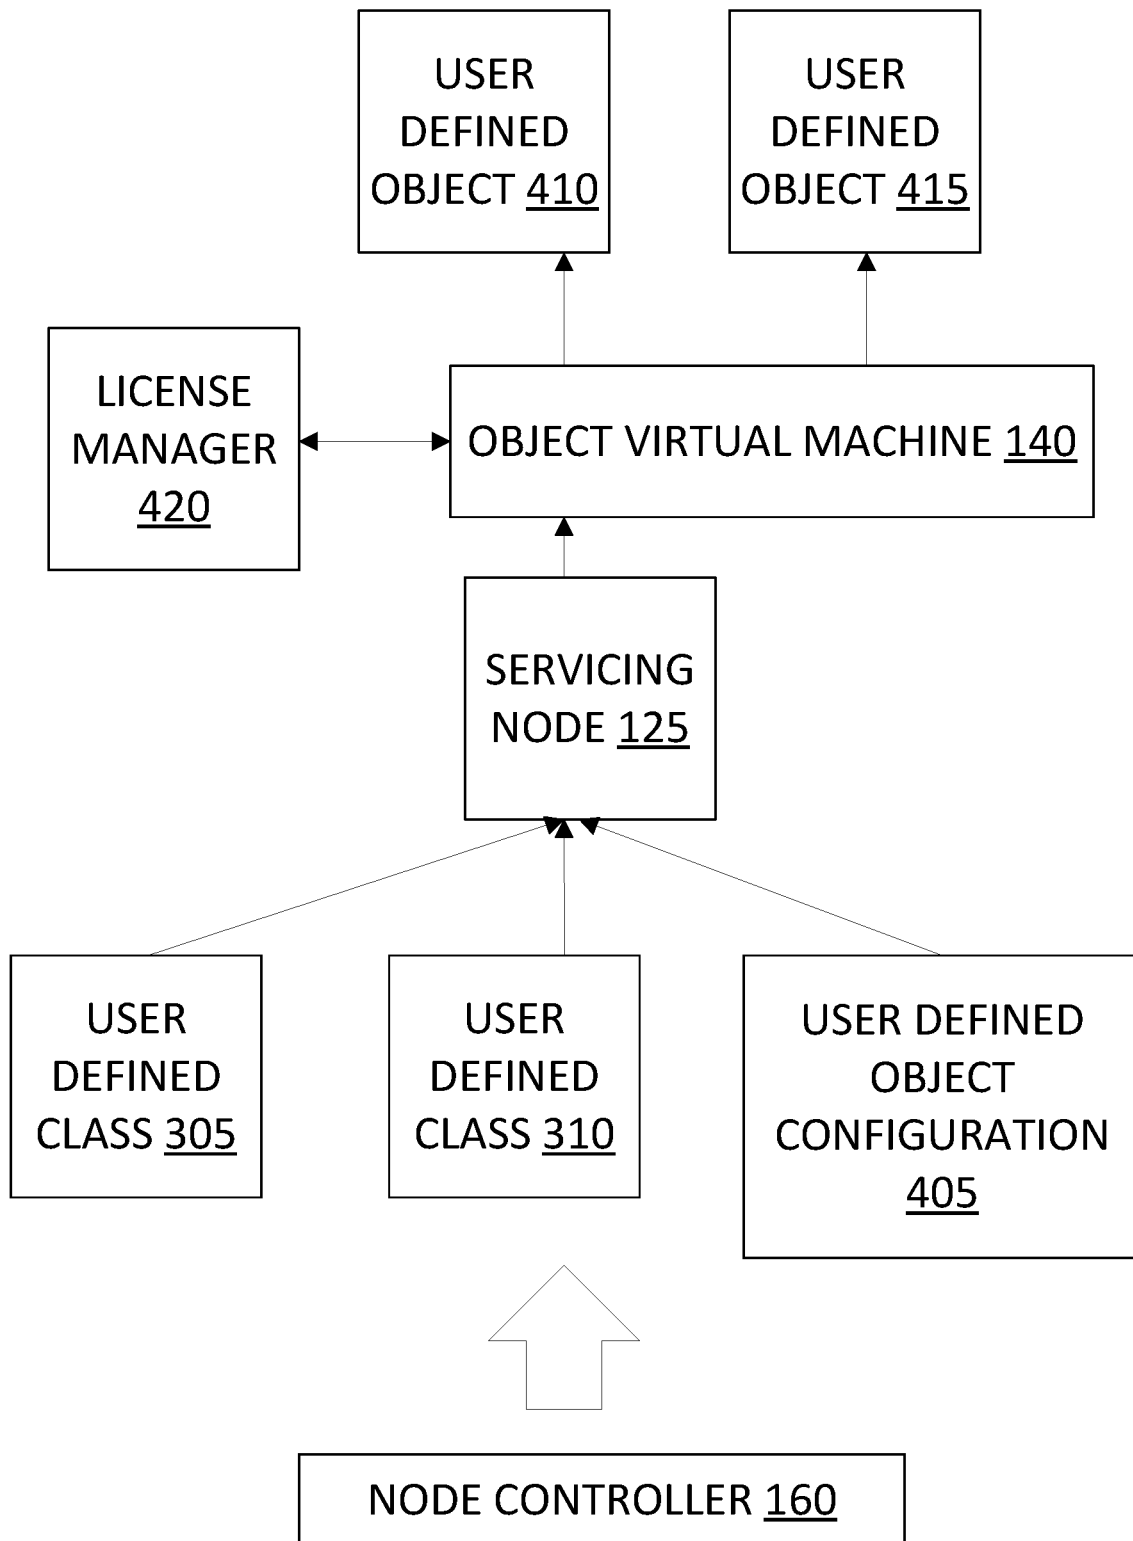 USER
DEFINED
OBJECT 410
USER
DEFINED
OBJECT 415
LICENSE
MANAGER
420
OBJECT VIRTUAL MACHINE 140
SERVICING
NODE 125
USER
DEFINED
CLASS 305
USER
DEFINED
CLASS 310
USER DEFINED
OBJECT
CONFIGURATION
405
NODE CONTROLLER 160